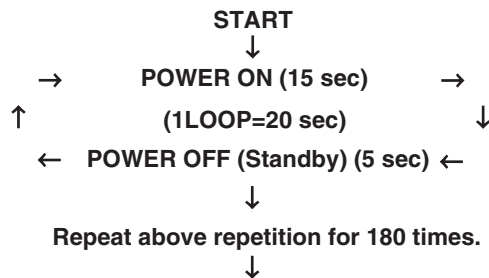 START
↓
→ POWER ON (15 sec) →
↑ (1LOOP=20 sec) ↓
← POWER OFF (Standby) (5 sec) ←
↓
Repeat above repetition for 180 times.
↓